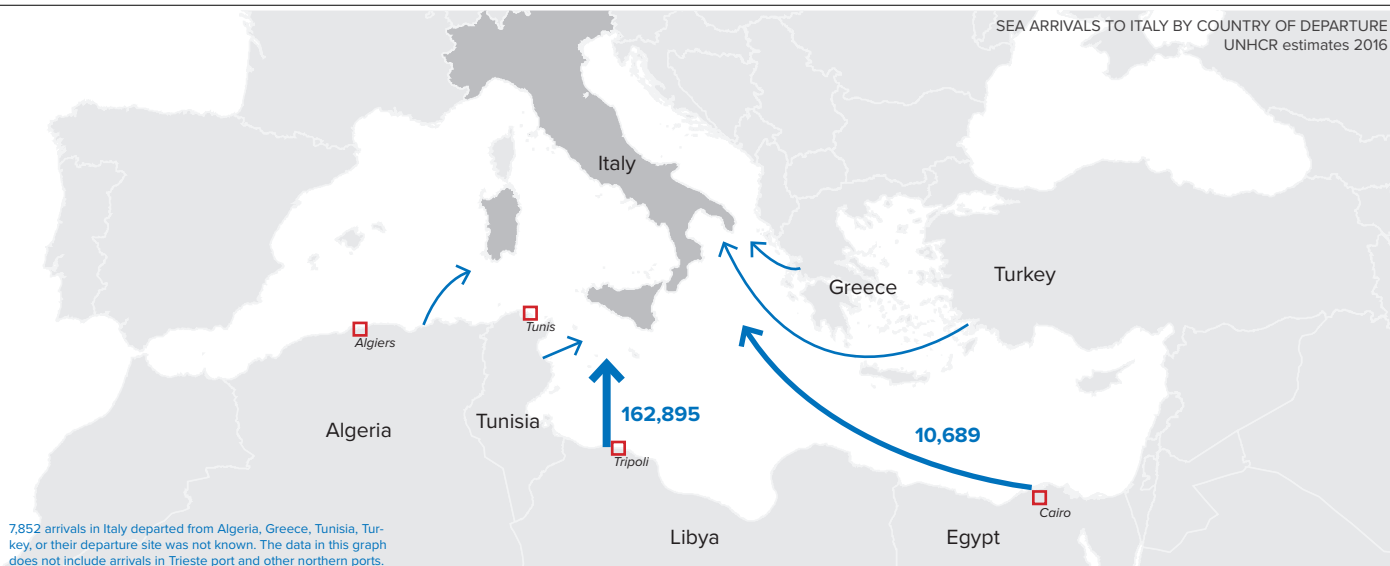 SEA ARRIVALS TO ITALY BY COUNTRY OF DEPARTURE
UNHCR estimates 2016
Italy
Turkey
Greece
Tunis
Algiers
162,895
Tunisia
Algeria
10,689
Tripoli
Cairo
Libya
Egypt
7,852 arrivals in Italy departed from Algeria, Greece, Tunisia, Tur-
key, or their departure site was not known. The data in this graph
does not include arrivals in Trieste port and other northern ports.